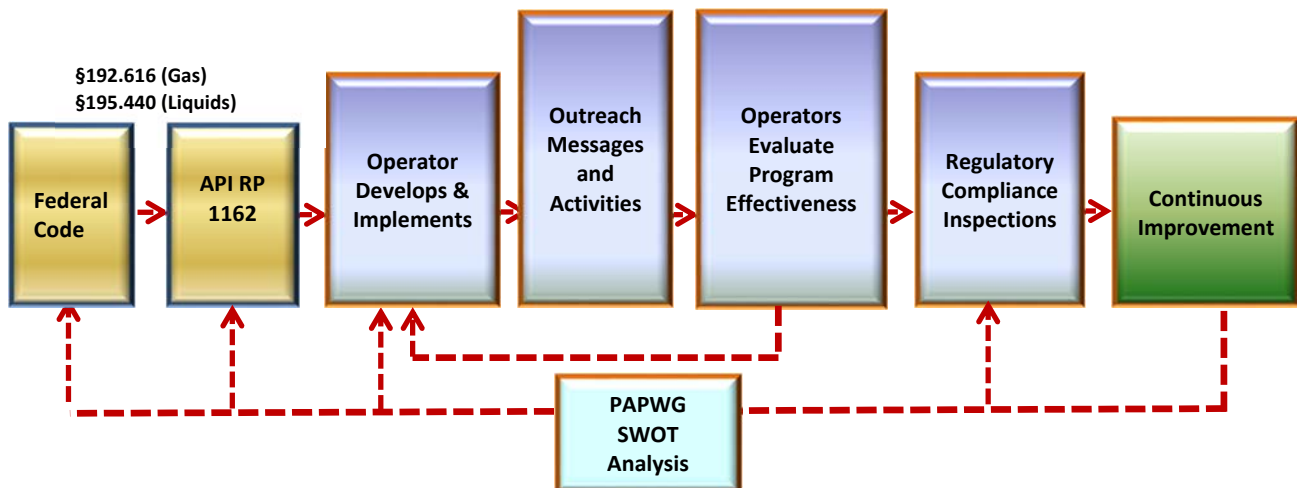 §192.616 (Gas)
§195.440 (Liquids)
Federal
Code
API RP
1162
Operator
Develops &
Implements
Outreach
Messages
and
Activities
Operators
Evaluate
Program
Effectiveness
Regulatory
Compliance
Inspections
Continuous
Improvement
PAPWG
SWOT
Analysis